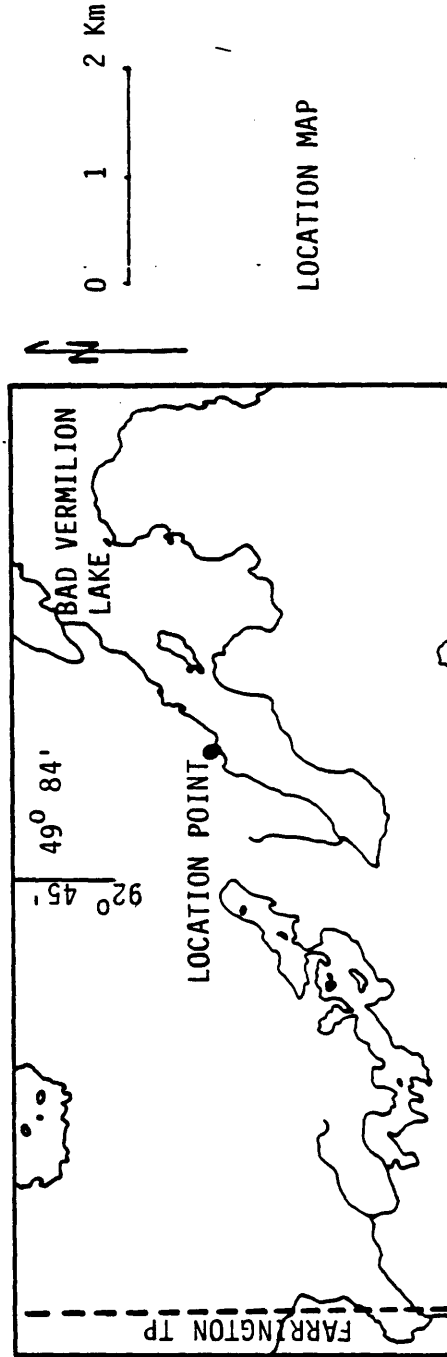 BAD VERMILION
LAKE
49° 84'
92° 45'
LOCATION POINT
FARRINGTON TP
N
0 1 2 Km
LOCATION MAP